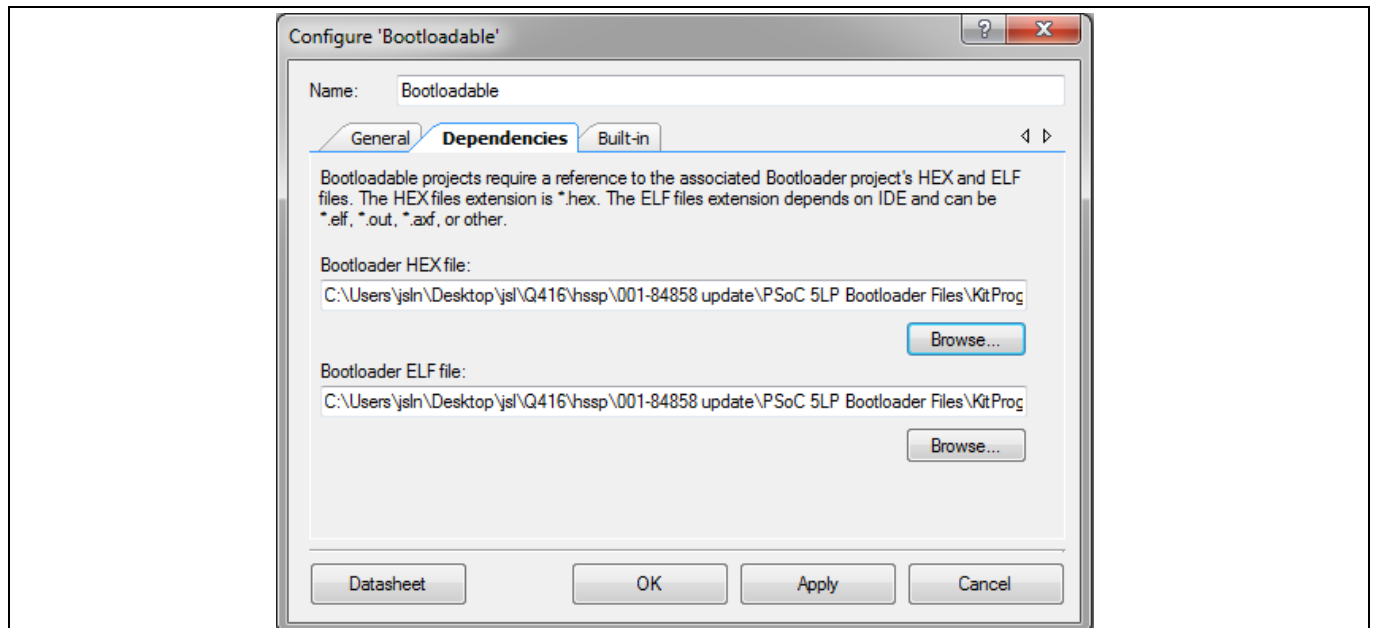 Configure 'Bootloadable'
?
Name: Bootloadable
General Dependencies Built-in
Bootloadable projects require a reference to the associated Bootloader project's HEX and ELF
files. The HEX files extension is *.hex. The ELF files extension depends on IDE and can be
*.elf, *.out, *.axf, or other.
Bootloader HEX file:
C:\Users\jsln\Desktop\jsl\Q416\hssp\001-84858 update\PSoC 5LP Bootloader Files\KitProg
Browse...
Bootloader ELF file:
C:\Users\jsln\Desktop\jsl\Q416\hssp\001-84858 update\PSoC 5LP Bootloader Files\KitProg
Browse...
Datasheet OK Apply Cancel